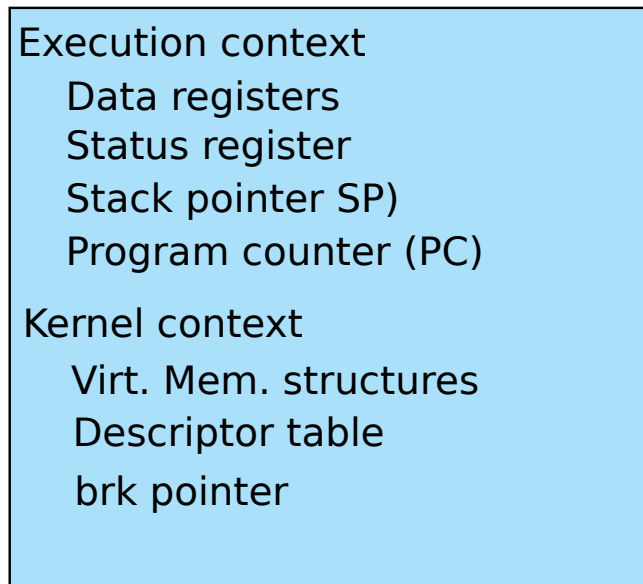 Execution context
Data registers
Status register
Stack pointer SP)
Program counter (PC)
Kernel context
Virt. Mem. structures
Descriptor table
brk pointer